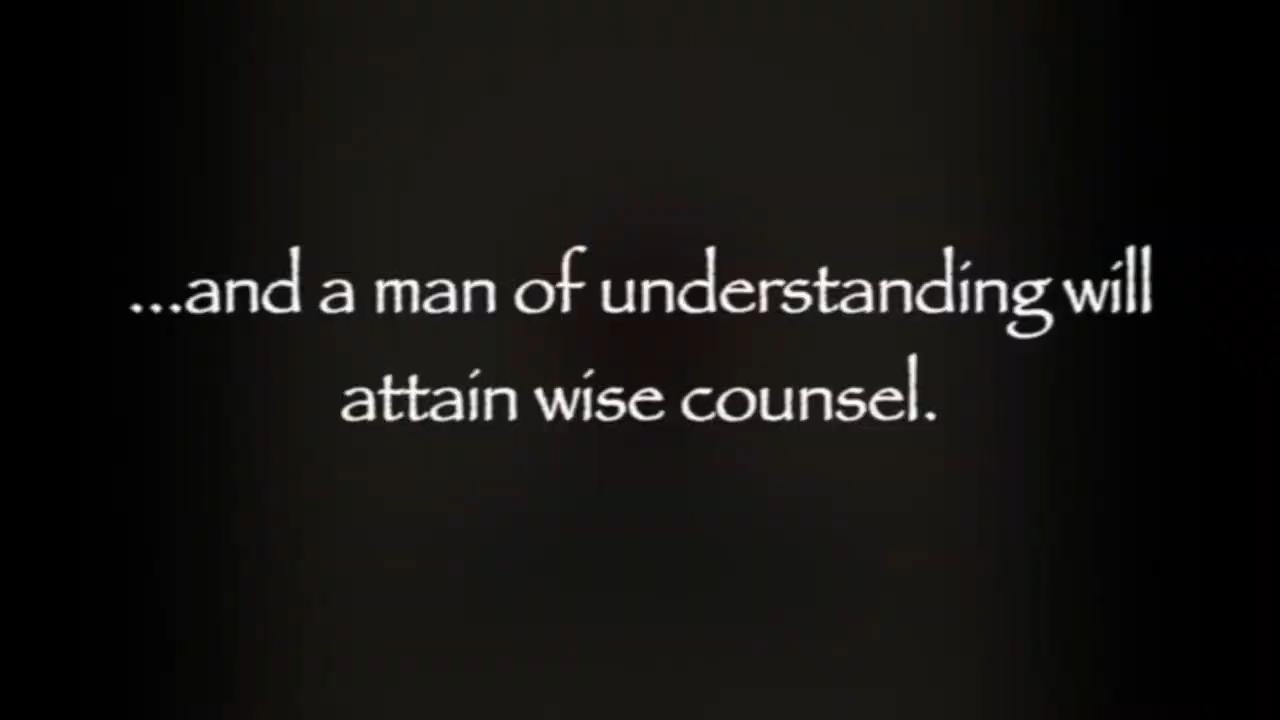 ...and a man of understanding will
attain wise counsel.